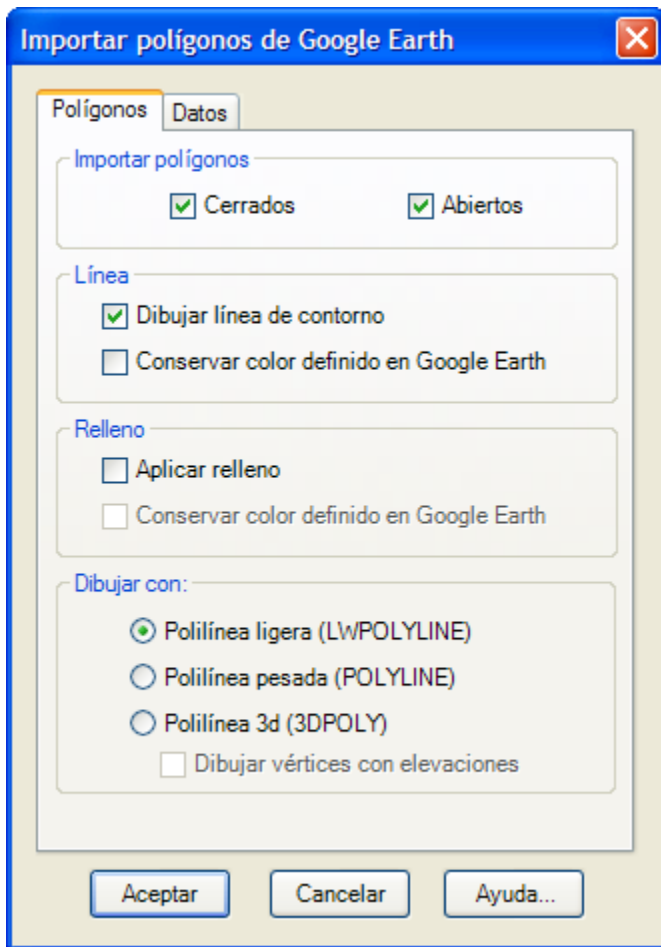 Importar polígonos de Google Earth
Polígonos Datos
Importar polígonos
Cerrados Abiertos
Línea
Dibujar línea de contorno
Conservar color definido en Google Earth
Relleno
Aplicar relleno
Conservar color definido en Google Earth
Dibujar con:
Polilínea ligera (LWPOLYLINE)
Polilínea pesada (POLYLINE)
Polilínea 3d (3DPOLY)
Dibujar vértices con elevaciones
Aceptar Cancelar Ayuda...